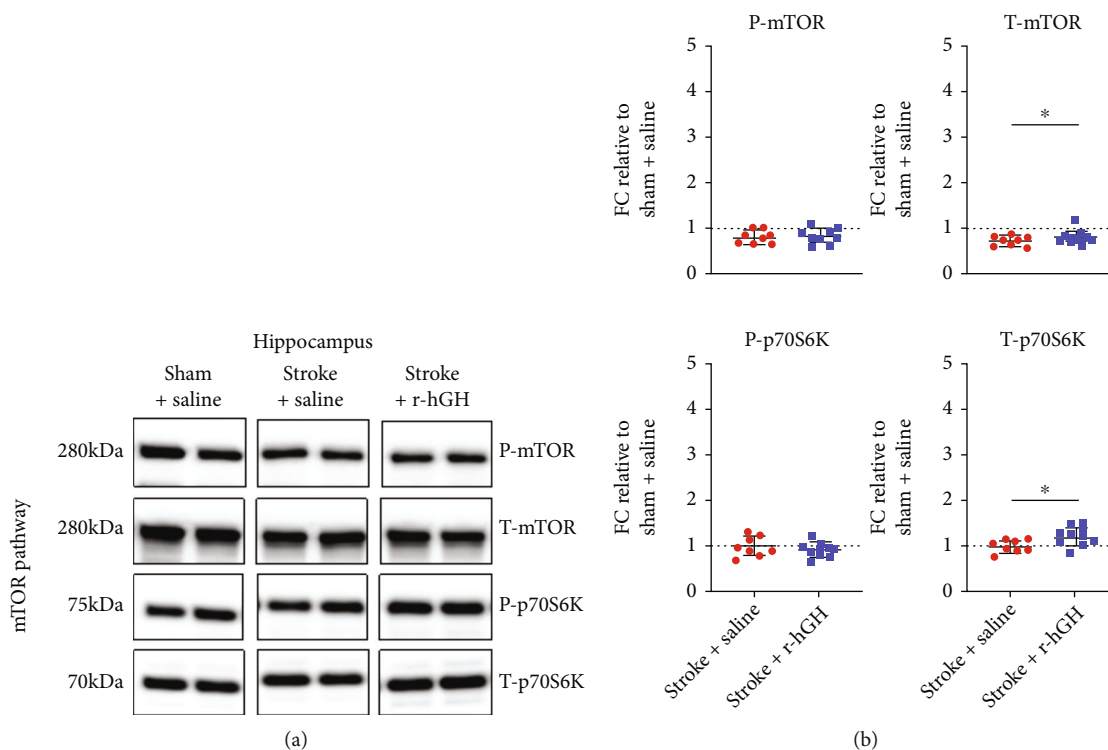 Hippocampus
Sham
+ saline
Stroke
+ saline
Stroke
+ r-hGH
mTOR pathway
280kDa
P-mTOR
280kDa
T-mTOR
75kDa
P-p70S6K
70kDa
T-p70S6K
(a)
P-mTOR
FC relative to
sham + saline
5
4
3
2
1
0
T-mTOR
FC relative to
sham + saline
5
4
3
2
1
0
*
P-p70S6K
FC relative to
sham + saline
5
4
3
2
1
0
Stroke + saline
Stroke + r-hGH
T-p70S6K
FC relative to
sham + saline
5
4
3
2
1
0
*
Stroke + saline
Stroke + r-hGH
(b)